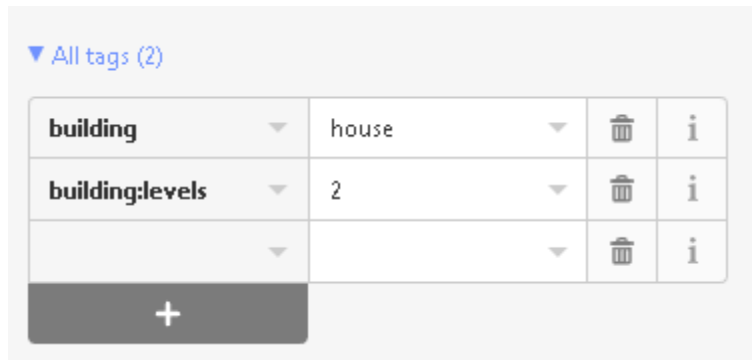 ▼ All tags (2)
building house i
building:levels 2 i
i
+